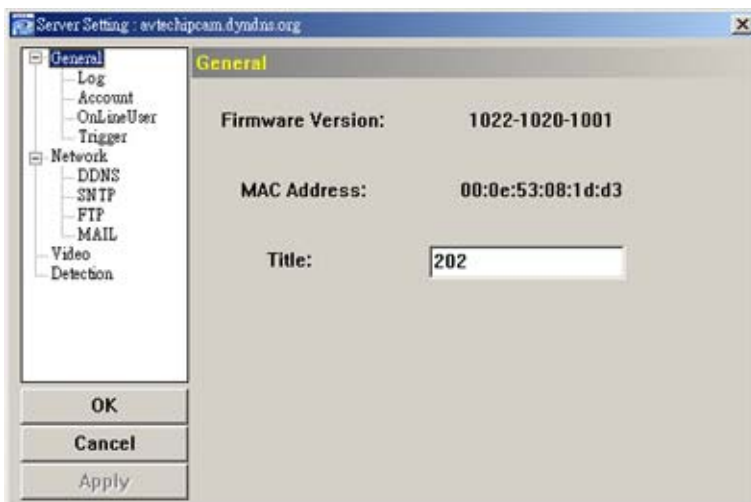 Server Setting : avtechipcam.dyndns.org
General
Log
Account
OnLineUser
Trigger
Network
DDNS
SNTP
FTP
MAIL
Video
Detection
OK
Cancel
Apply
General
Firmware Version: 1022-1020-1001
MAC Address: 00:0e:53:08:1d:d3
Title: 202